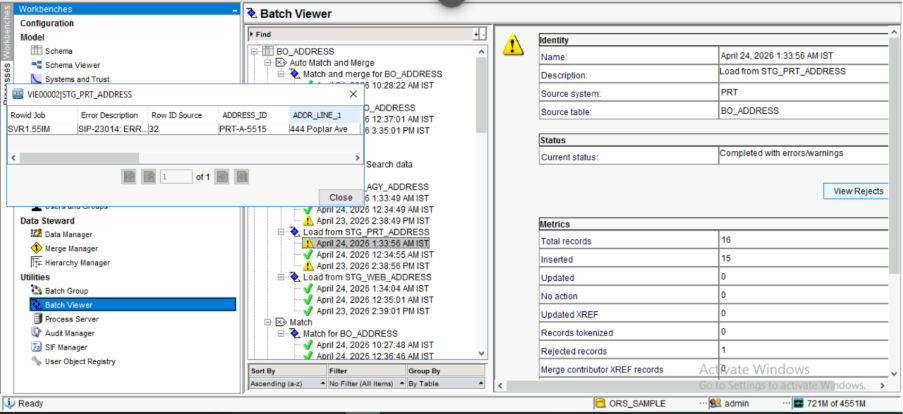 Workbenches
Workbenches
Processes
Configuration
Model
Schema
Schema Viewer
Systems and Trust
VIE00002|STG_PRT_ADDRESS
Rowid Job Error Description Row ID Source ADDRESS_ID ADDR_LINE_1
SVR1.55IM SIP-23014: ERR... 32 PRT-A-5515 444 Poplar Ave
1 of 1
Close
Users and Groups
Data Steward
Data Manager
Merge Manager
Hierarchy Manager
Utilities
Batch Group
Batch Viewer
Process Server
Audit Manager
SIF Manager
User Object Registry
Batch Viewer
Find
BO_ADDRESS
Auto Match and Merge
Match and merge for BO_ADDRESS
April 24, 2026 10:28:22 AM IST
O_ADDRESS
6 12:37:01 AM IST
6 3:35:01 PM IST
Search data
AGY_ADDRESS
6 1:33:49 AM IST
April 24, 2026 12:34:49 AM IST
April 23, 2026 2:38:49 PM IST
Load from STG_PRT_ADDRESS
April 24, 2026 1:33:56 AM IST
April 24, 2026 12:34:55 AM IST
April 23, 2026 2:38:56 PM IST
Load from STG_WEB_ADDRESS
April 24, 2026 1:34:04 AM IST
April 24, 2026 12:35:01 AM IST
April 23, 2026 2:39:01 PM IST
Match
Match for BO_ADDRESS
April 24, 2026 10:27:48 AM IST
April 24, 2026 12:36:46 AM IST
Sort By Filter Group By
Ascending (a-z) No Filter (All Items) By Table
Identity
Name: April 24, 2026 1:33:56 AM IST
Description: Load from STG_PRT_ADDRESS
Source system: PRT
Source table: BO_ADDRESS
Status
Current status: Completed with errors/warnings
View Rejects
Metrics
Total records 16
Inserted 15
Updated 0
No action 0
Updated XREF 0
Records tokenized 0
Rejected records 1
Merge contributor XREF records 0
Activate Windows
Go to Settings to activate Windows.
Ready
ORS_SAMPLE
admin
721M of 4551M